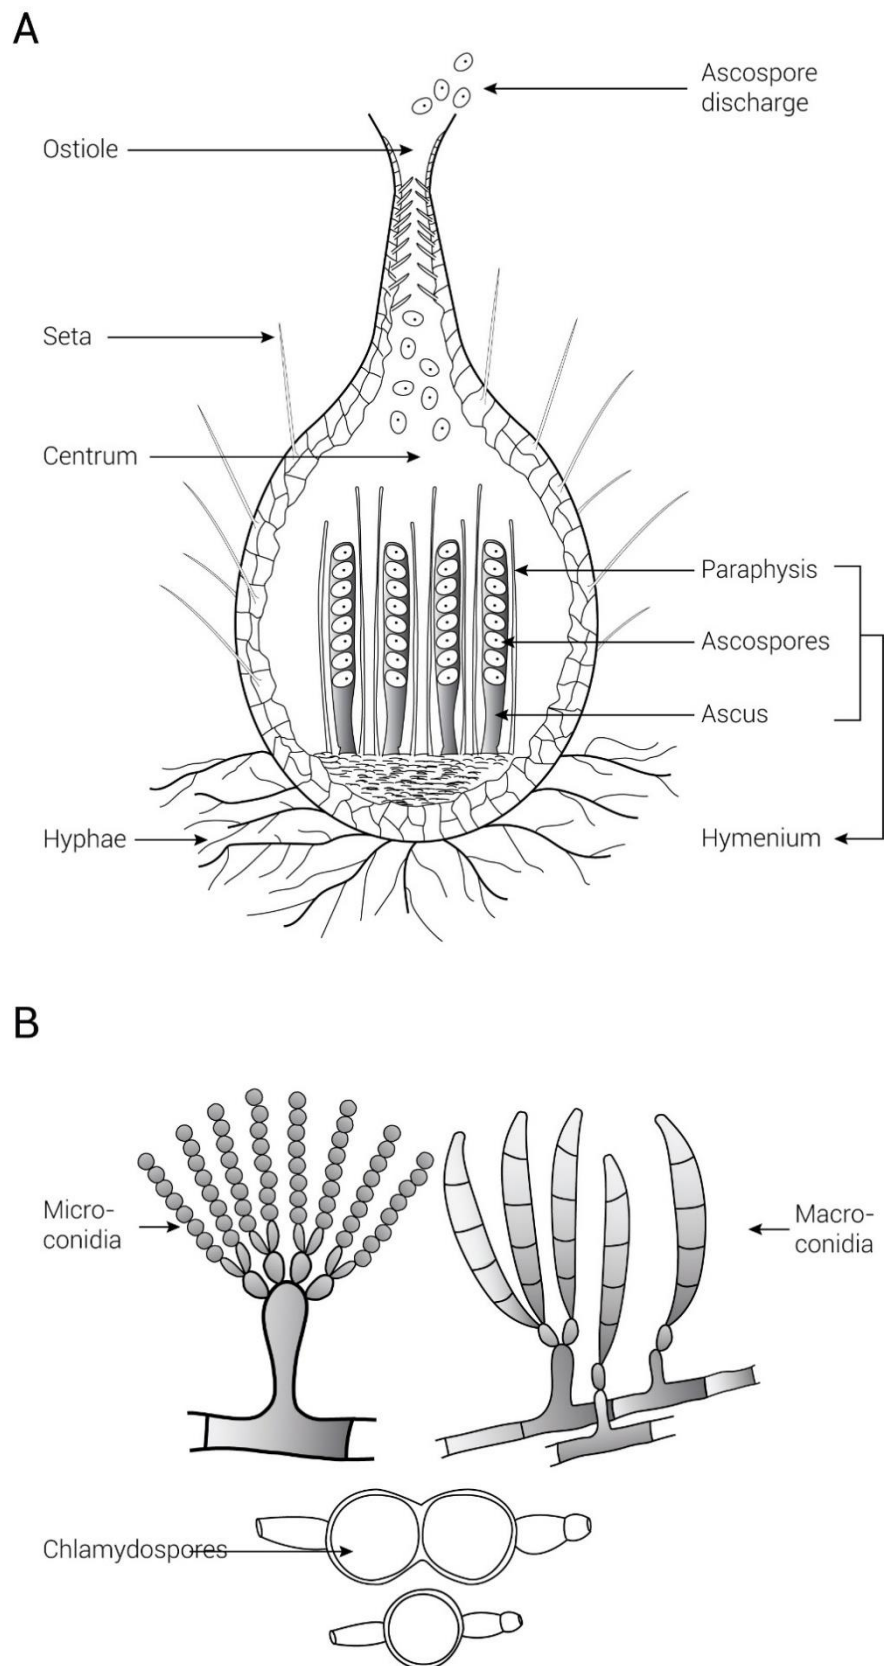 A
Ascospore
discharge
Ostiole
Seta
Centrum
Paraphysis
Ascospores
Ascus
Hyphae
Hymenium
B
Micro-
conidia
Macro-
conidia
Chlamydospores